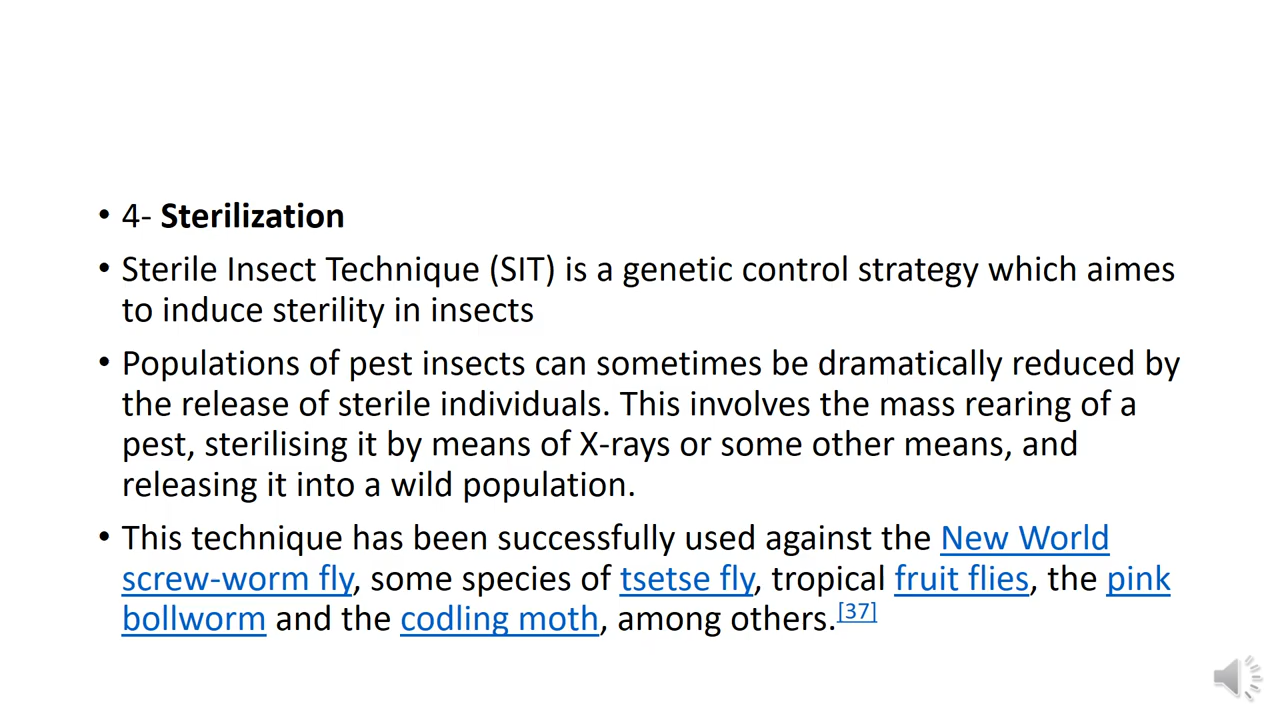 • 4- Sterilization
• Sterile Insect Technique (SIT) is a genetic control strategy which aimes
to induce sterility in insects
• Populations of pest insects can sometimes be dramatically reduced by
the release of sterile individuals. This involves the mass rearing of a
pest, sterilising it by means of X-rays or some other means, and
releasing it into a wild population.
• This technique has been successfully used against the New World
screw-worm fly, some species of tsetse fly, tropical fruit flies, the pink
bollworm and the codling moth, among others.[37]